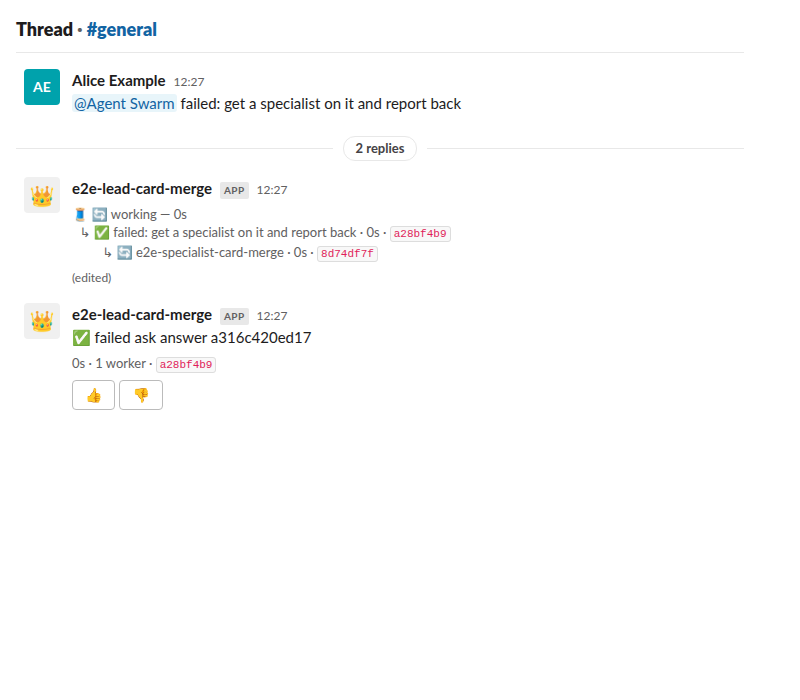 Thread • #general
AE
Alice Example 12:27
@Agent Swarm failed: get a specialist on it and report back
2 replies
e2e-lead-card-merge APP 12:27
🧵 🔄 working — 0s
↳ ✅ failed: get a specialist on it and report back · 0s · a28bf4b9
↳ 🔄 e2e-specialist-card-merge · 0s · 8d74df7f
(edited)
e2e-lead-card-merge APP 12:27
✅ failed ask answer a316c420ed17
0s · 1 worker · a28bf4b9
👍 👎